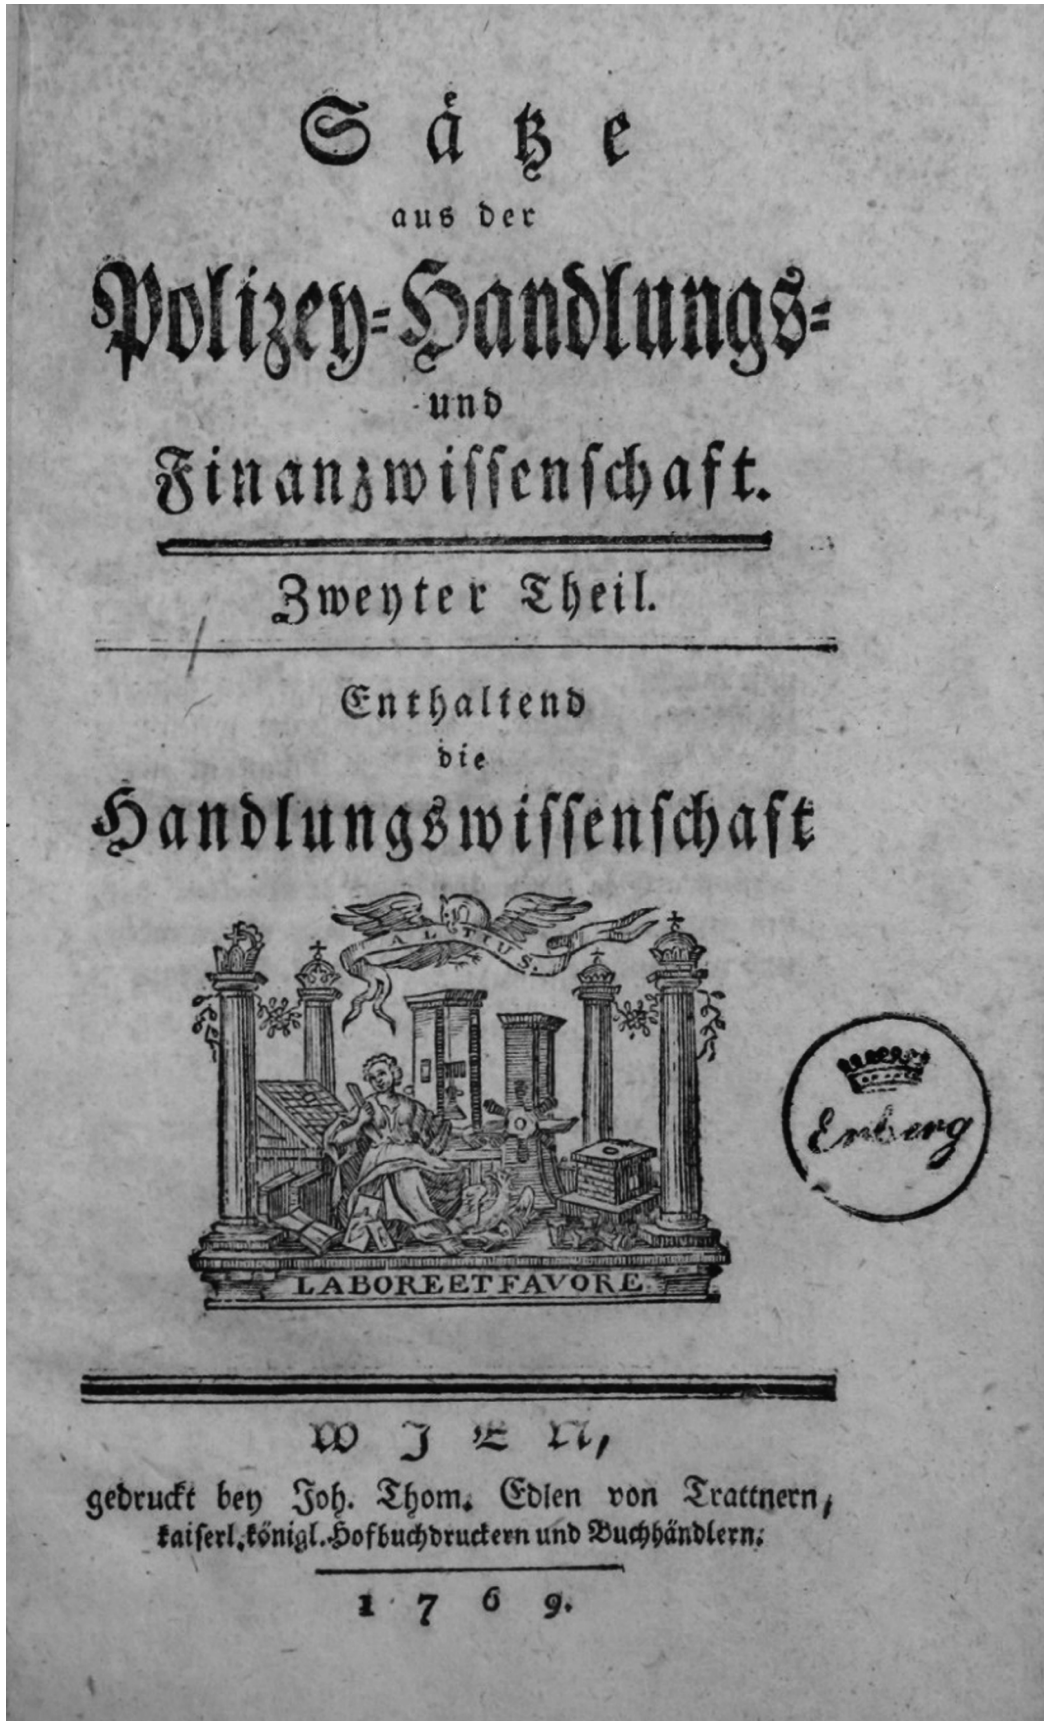 Sätze
aus der
Polizey-Handlungs-
und
Finanzwissenschaft.
Zweyter Theil.
Enthaltend
die
Handlungswissenschaft
ALTIUS.
LABORE ET FAVORE.
Erberg
WIEN,
gedruckt bey Joh. Thom. Edlen von Trattnern,
kaiserl. königl. Hofbuchdruckern und Buchhändlern.
1769.